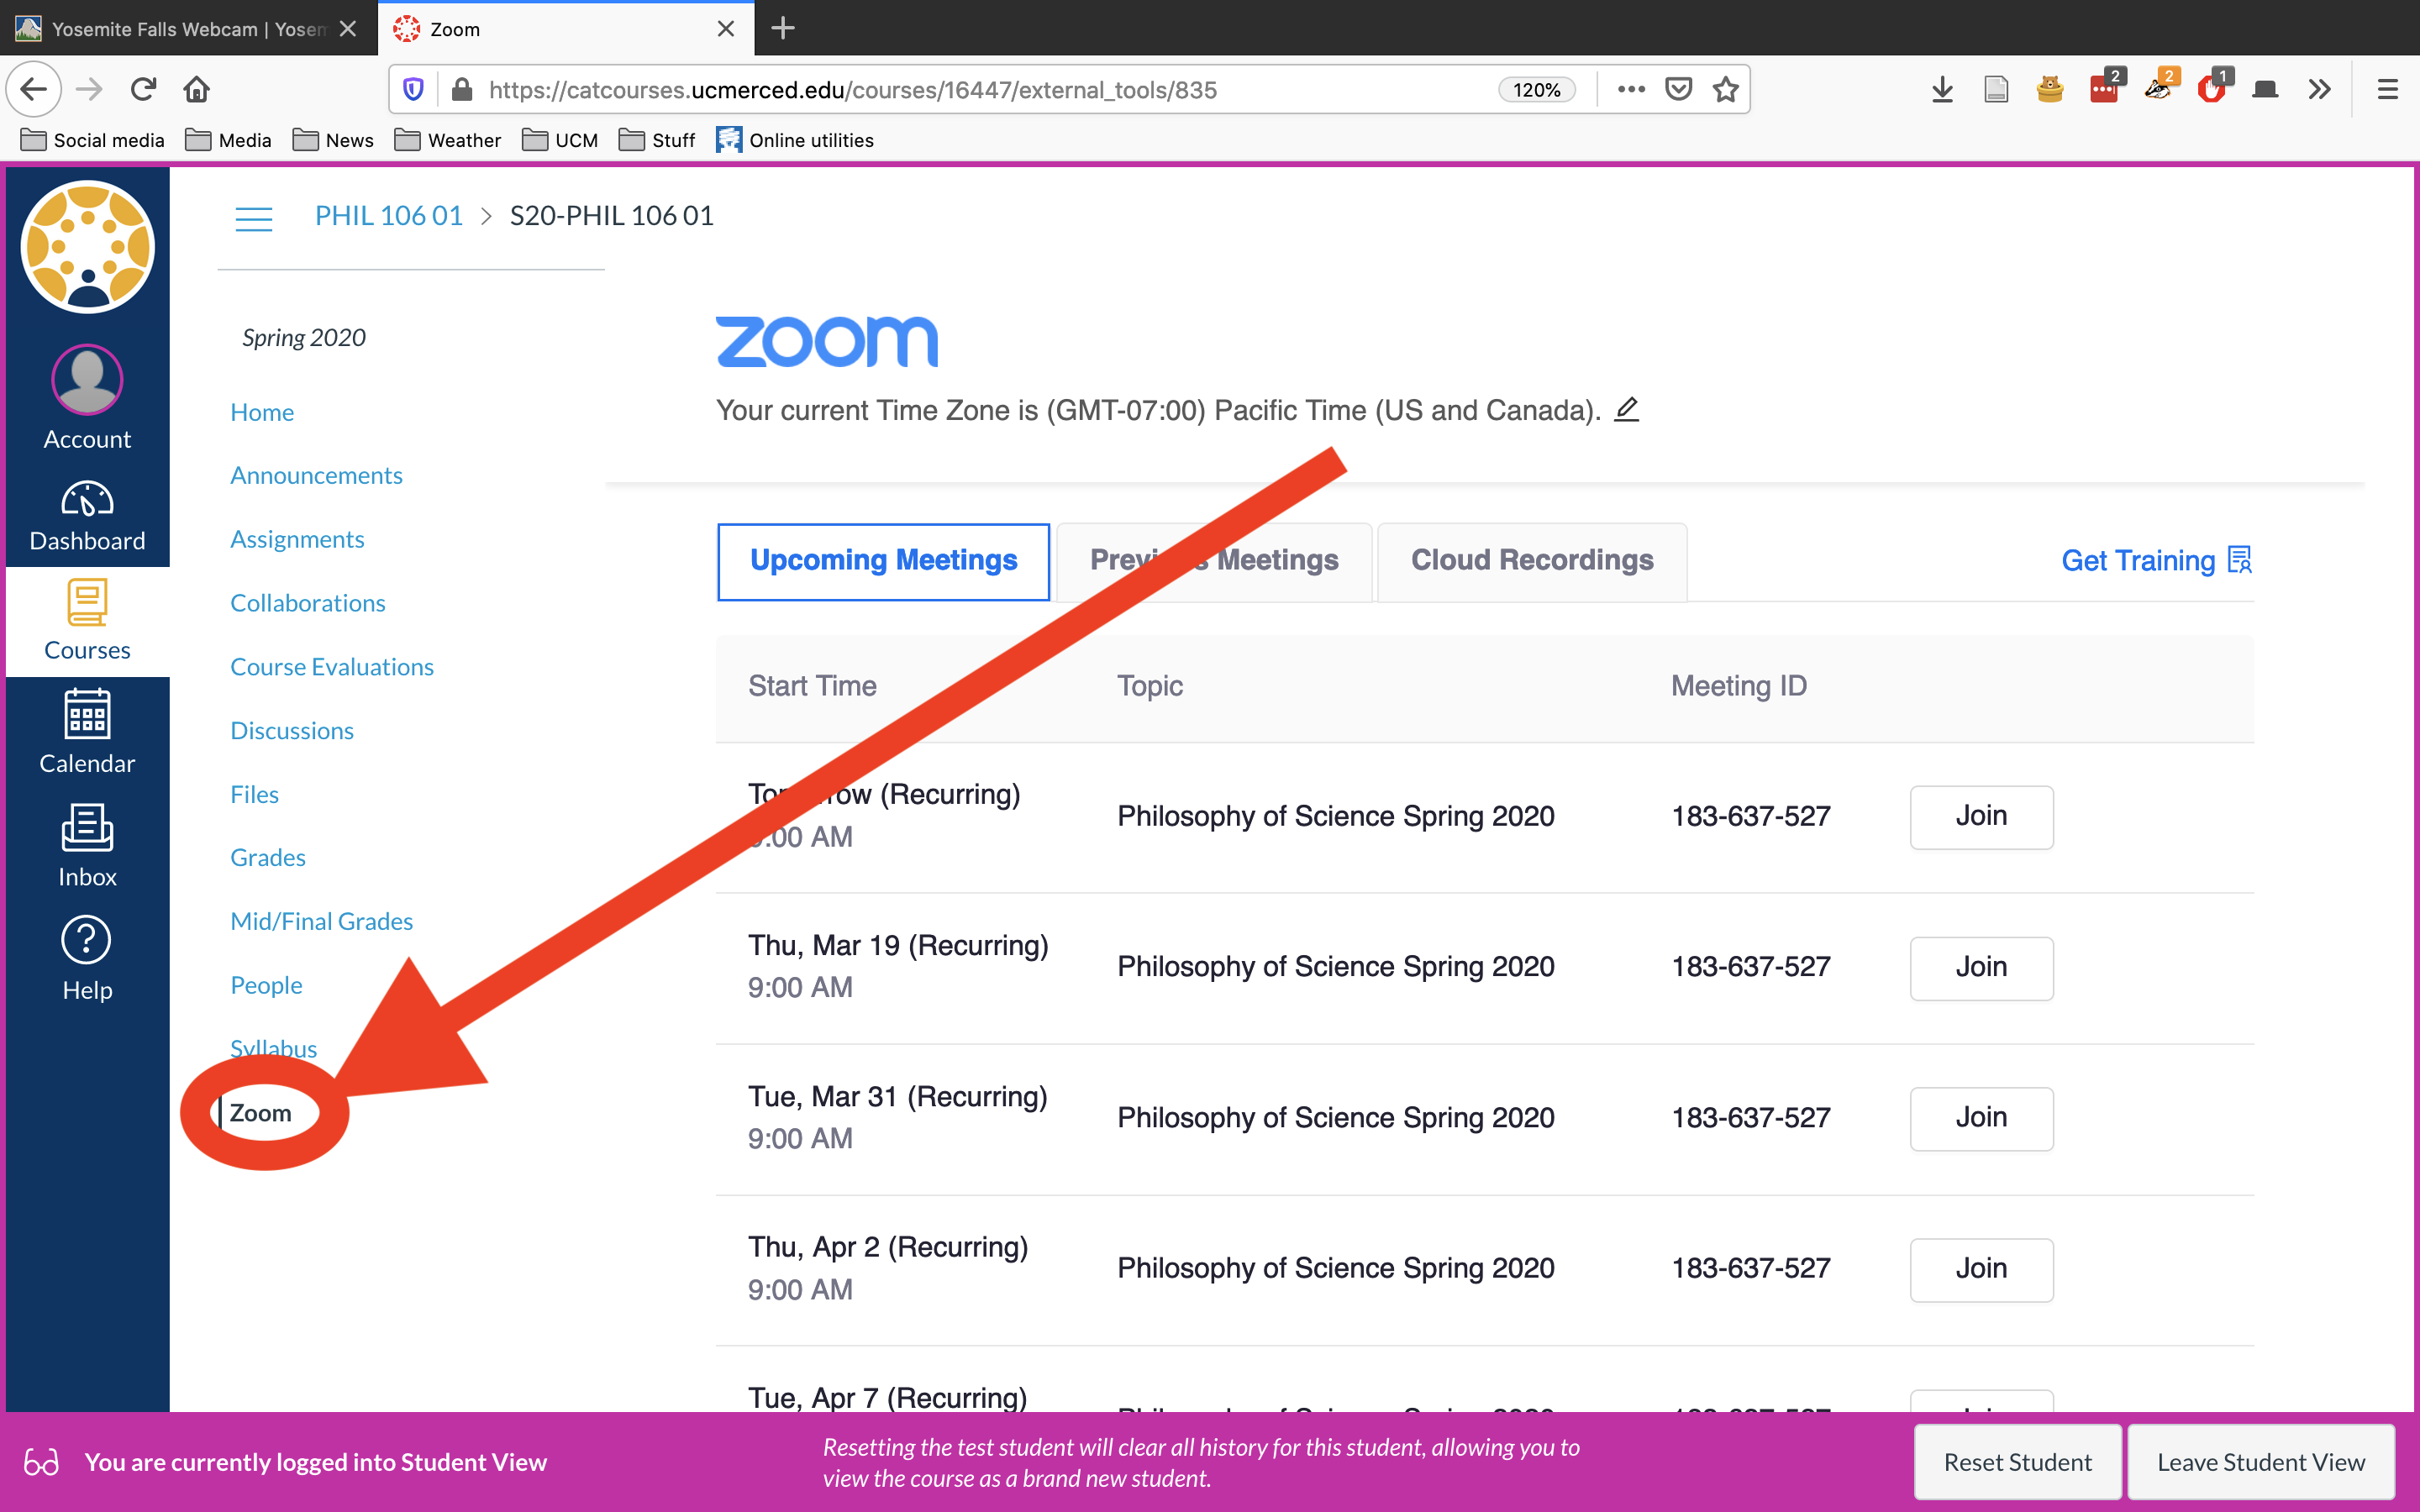 Yosemite Falls Webcam | Yosem
Zoom
https://catcourses.ucmerced.edu/courses/16447/external_tools/835
120%
2
2
1
Social media
Media
News
Weather
UCM
Stuff
Online utilities
PHIL 106 01 > S20-PHIL 106 01
Account
Dashboard
Courses
Calendar
Inbox
Help
Spring 2020
Home
Announcements
Assignments
Collaborations
Course Evaluations
Discussions
Files
Grades
Mid/Final Grades
People
Syllabus
Zoom
zoom
Your current Time Zone is (GMT-07:00) Pacific Time (US and Canada).
Upcoming Meetings
Meetings
Cloud Recordings
Get Training
Start Time Topic Meeting ID
Tomorrow (Recurring)
:00 AM
Philosophy of Science Spring 2020 183-637-527 Join
Thu, Mar 19 (Recurring)
9:00 AM
Philosophy of Science Spring 2020 183-637-527 Join
Tue, Mar 31 (Recurring)
9:00 AM
Philosophy of Science Spring 2020 183-637-527 Join
Thu, Apr 2 (Recurring)
9:00 AM
Philosophy of Science Spring 2020 183-637-527 Join
Tue, Apr 7 (Recurring)
You are currently logged into Student View
Resetting the test student will clear all history for this student, allowing you to
view the course as a brand new student.
Reset Student
Leave Student View